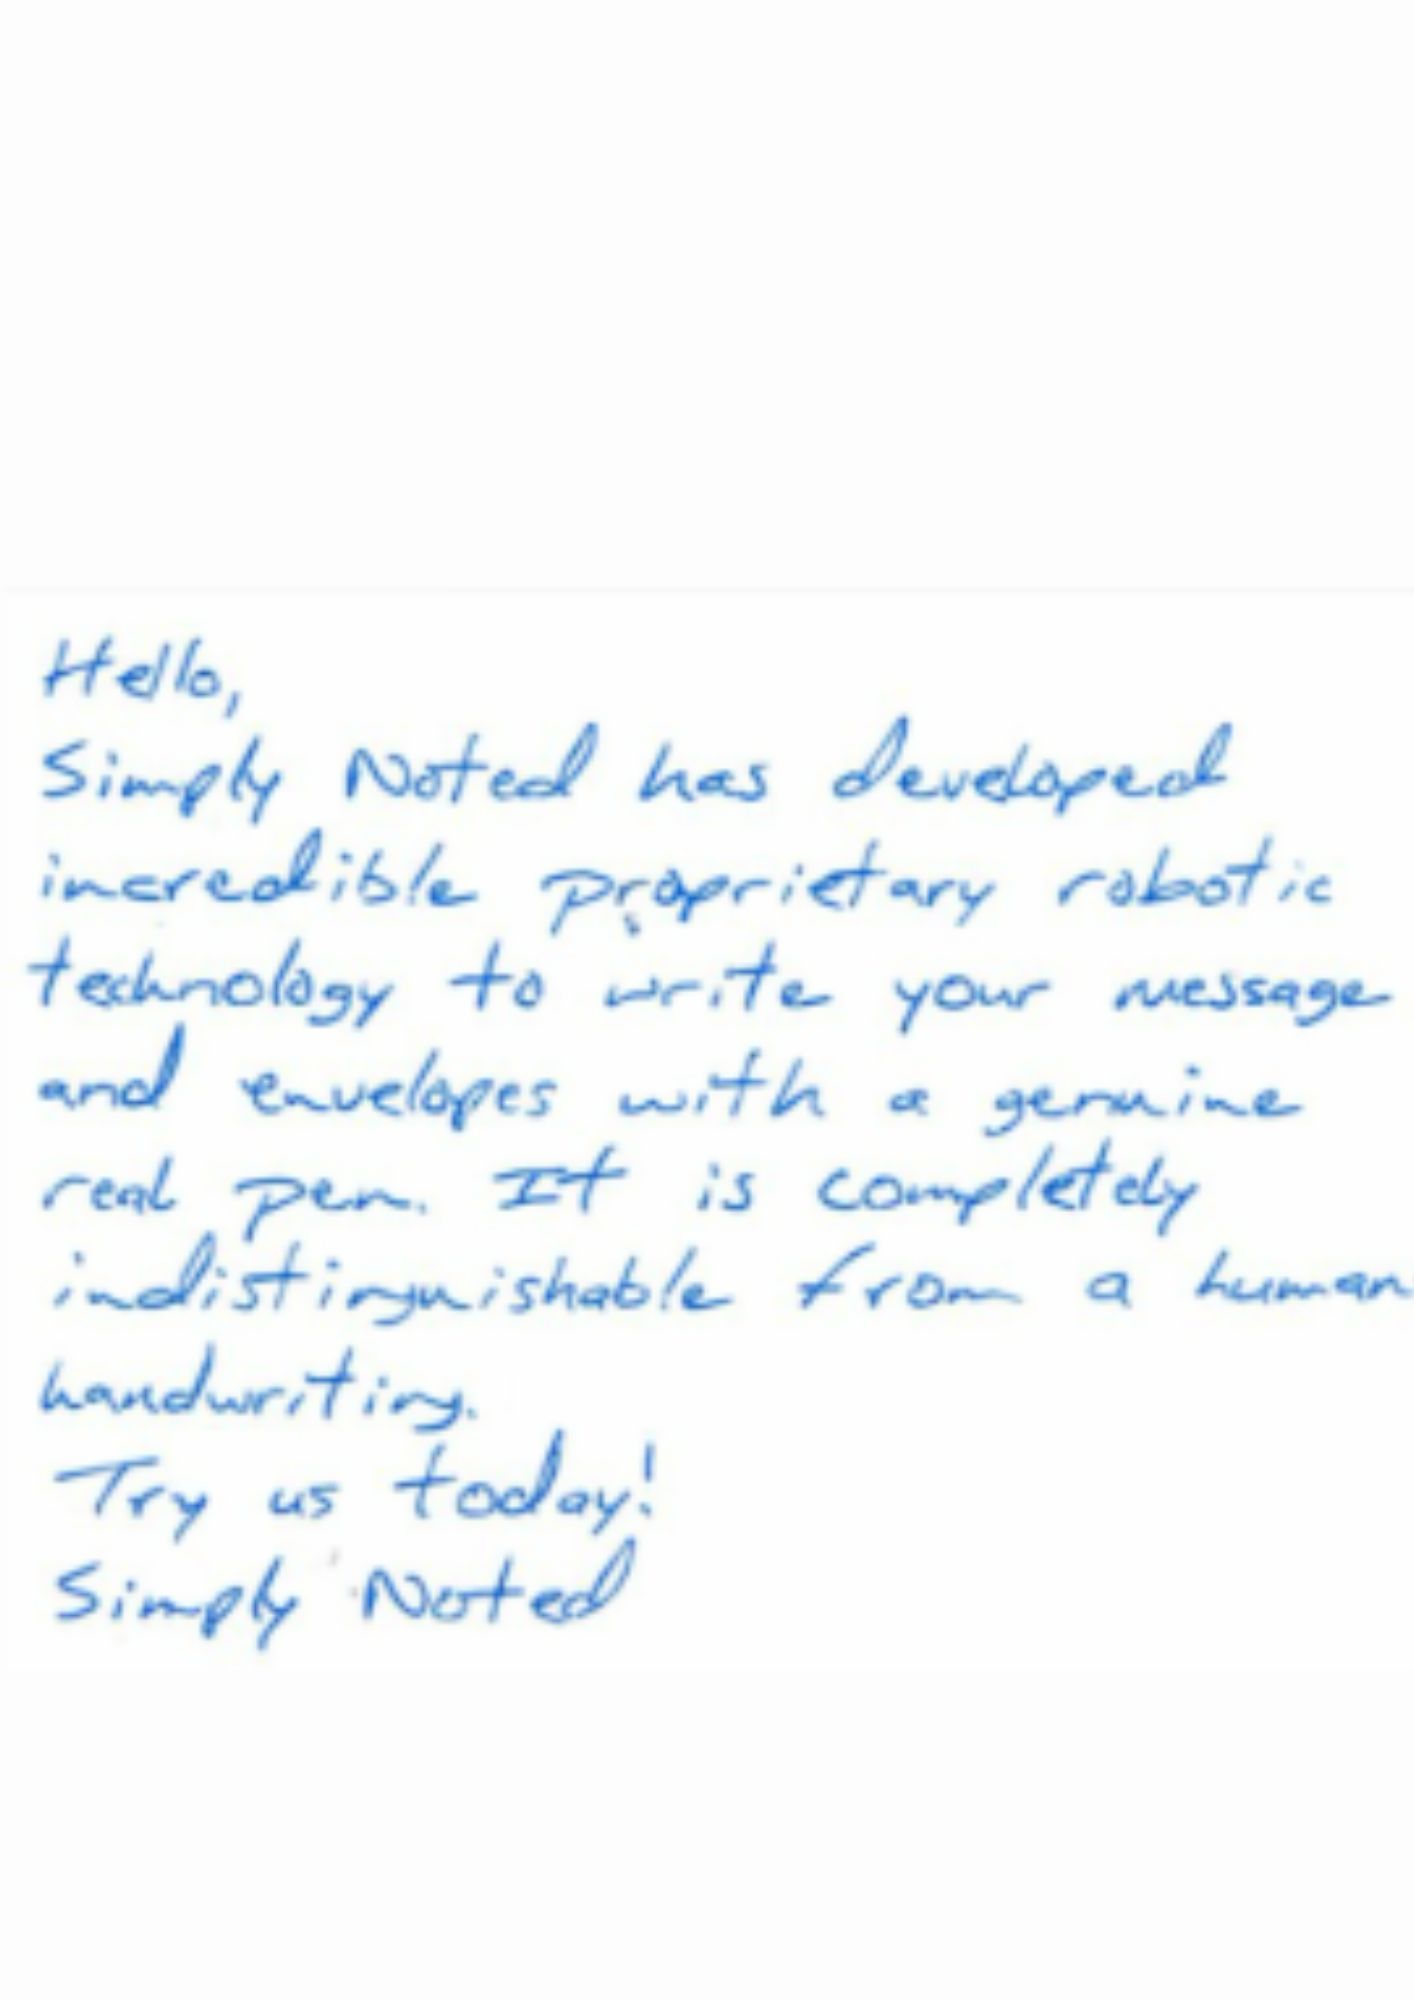 Hello,
Simply Noted has developed
incredible proprietary robotic
technology to write your message
and envelopes with a genuine
real pen. It is completely
indistinguishable from a human
handwriting.
Try us today!
Simply Noted